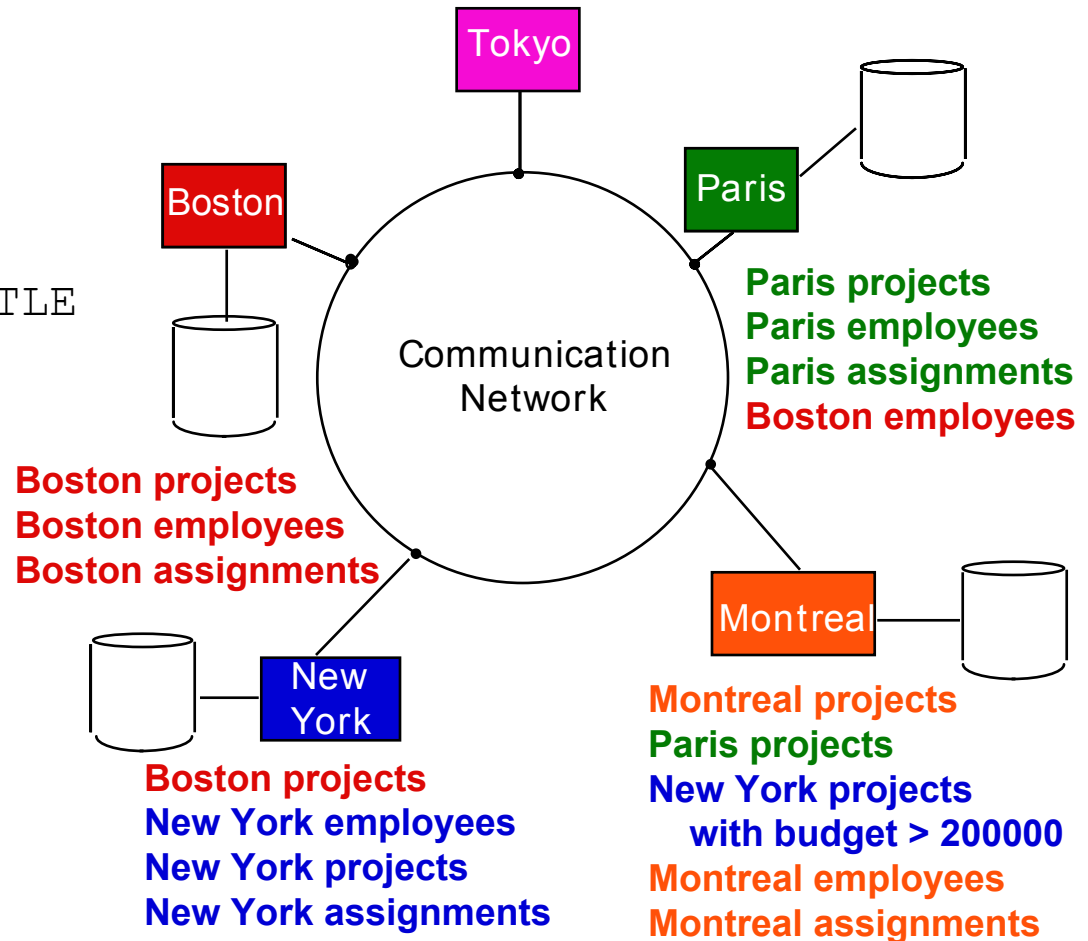 Tokyo
Boston
Paris
TLE
Communication
Network
Paris projects
Paris employees
Paris assignments
Boston employees
Boston projects
Boston employees
Boston assignments
New
York
Boston projects
New York employees
New York projects
New York assignments
Montreal
Montreal projects
Paris projects
New York projects
with budget > 200000
Montreal employees
Montreal assignments